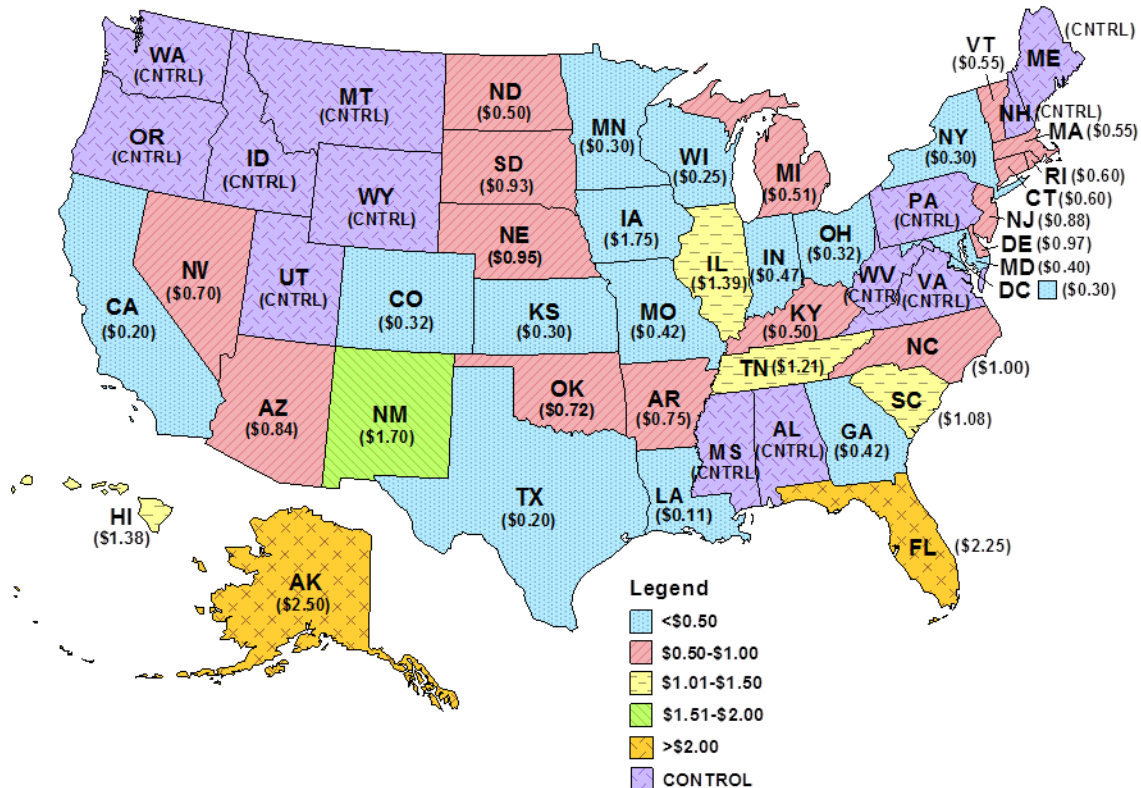 WA
(CNTRL)
OR
(CNTRL)
ID
(CNTRL)
MT
(CNTRL)
WY
(CNTRL)
ND
($0.50)
SD
($0.93)
NE
($0.95)
MN
($0.30)
WI
($0.25)
MI
($0.51)
IA
($1.75)
IL
($1.39)
IN
($0.47)
OH
($0.32)
PA
(CNTRL)
NY
($0.30)
VT
($0.55)
ME
(CNTRL)
NH (CNTRL)
MA ($0.55)
RI ($0.60)
CT ($0.60)
NJ ($0.88)
DE ($0.97)
MD ($0.40)
DC ($0.30)
CA
($0.20)
NV
($0.70)
UT
(CNTRL)
CO
($0.32)
KS
($0.30)
MO
($0.42)
KY
($0.50)
WV
(CNTR)
VA
(CNTRL)
TN ($1.21)
NC
($1.00)
SC
($1.08)
AZ
($0.84)
NM
($1.70)
OK
($0.72)
AR
($0.75)
MS
(CNTRL)
AL
(CNTRL)
GA
($0.42)
TX
($0.20)
LA
($0.11)
FL ($2.25)
HI
($1.38)
AK
($2.50)
Legend
<$0.50
$0.50-$1.00
$1.01-$1.50
$1.51-$2.00
>$2.00
CONTROL